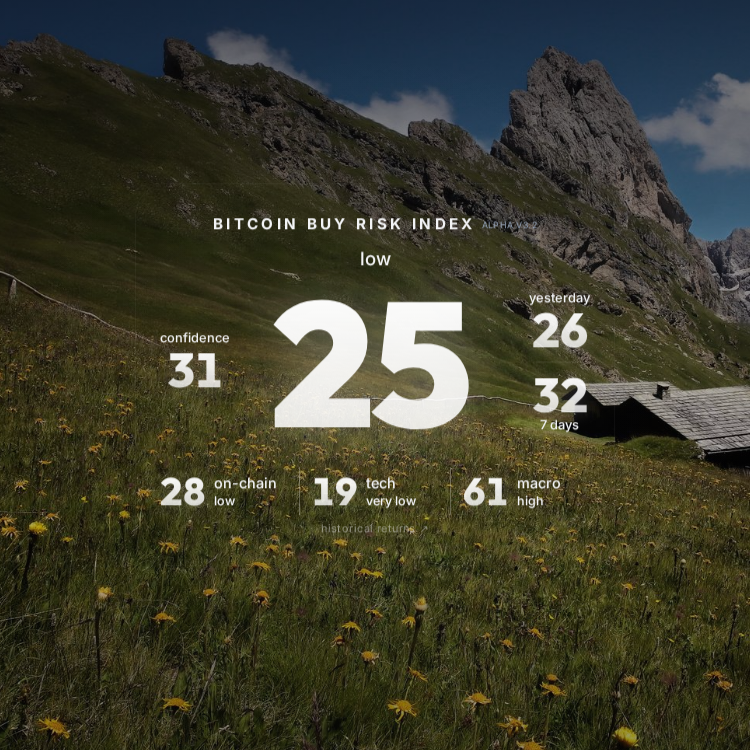 BITCOIN BUY RISK INDEX
low
25
confidence
31
yesterday
26
32
7 days
28 on-chain low
19 tech very low
61 macro high
historical returns